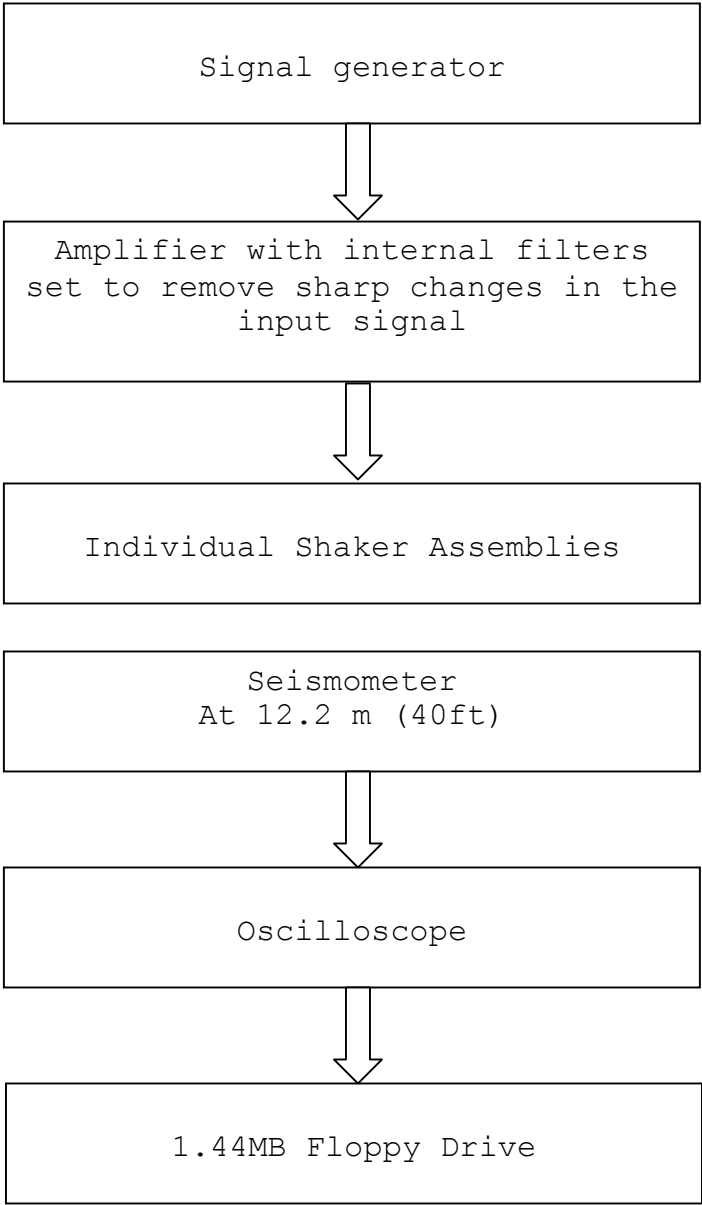 Signal generator
Amplifier with internal filters
set to remove sharp changes in the
input signal
Individual Shaker Assemblies
Seismometer
At 12.2 m (40ft)
Oscilloscope
1.44MB Floppy Drive